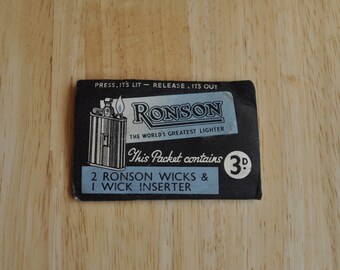 PRESS, IT'S LIT — RELEASE, IT'S OUT
RONSON
THE WORLD'S GREATEST LIGHTER
This Packet contains
3D.
2 RONSON WICKS &
1 WICK INSERTER